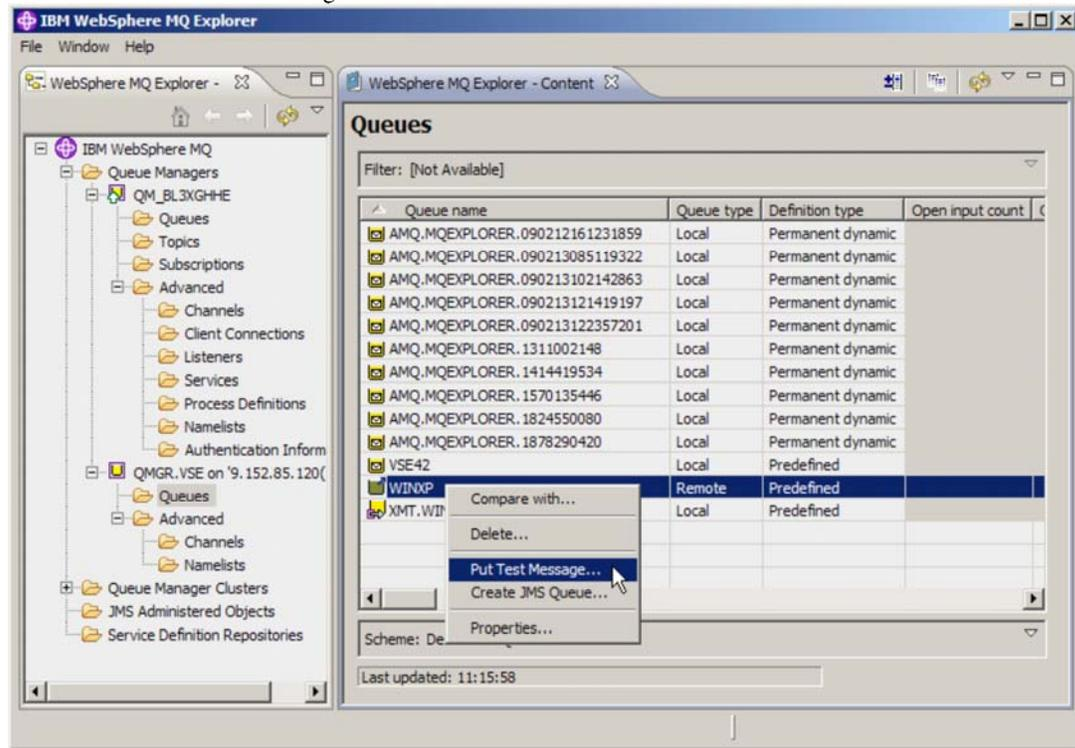 IBM WebSphere MQ Explorer
File Window Help
WebSphere MQ Explorer -
WebSphere MQ Explorer - Content
IBM WebSphere MQ
Queue Managers
QM_BL3XGHHE
Queues
Topics
Subscriptions
Advanced
Channels
Client Connections
Listeners
Services
Process Definitions
Namelists
Authentication Inform
QMGR.VSE on '9.152.85.120(
Queues
Advanced
Channels
Namelists
Queue Manager Clusters
JMS Administered Objects
Service Definition Repositories
Queues
Filter: [Not Available]
Queue name Queue type Definition type Open input count
AMQ.MQEXPLORER.090212161231859 Local Permanent dynamic
AMQ.MQEXPLORER.090213085119322 Local Permanent dynamic
AMQ.MQEXPLORER.090213102142863 Local Permanent dynamic
AMQ.MQEXPLORER.090213121419197 Local Permanent dynamic
AMQ.MQEXPLORER.090213122357201 Local Permanent dynamic
AMQ.MQEXPLORER.1311002148 Local Permanent dynamic
AMQ.MQEXPLORER.1414419534 Local Permanent dynamic
AMQ.MQEXPLORER.1570135446 Local Permanent dynamic
AMQ.MQEXPLORER.1824550080 Local Permanent dynamic
AMQ.MQEXPLORER.1878290420 Local Permanent dynamic
VSE42 Local Predefined
WINXP Remote Predefined
XMT.WIN Local Predefined
Compare with...
Delete...
Put Test Message...
Create JMS Queue...
Properties...
Scheme: De
Last updated: 11:15:58